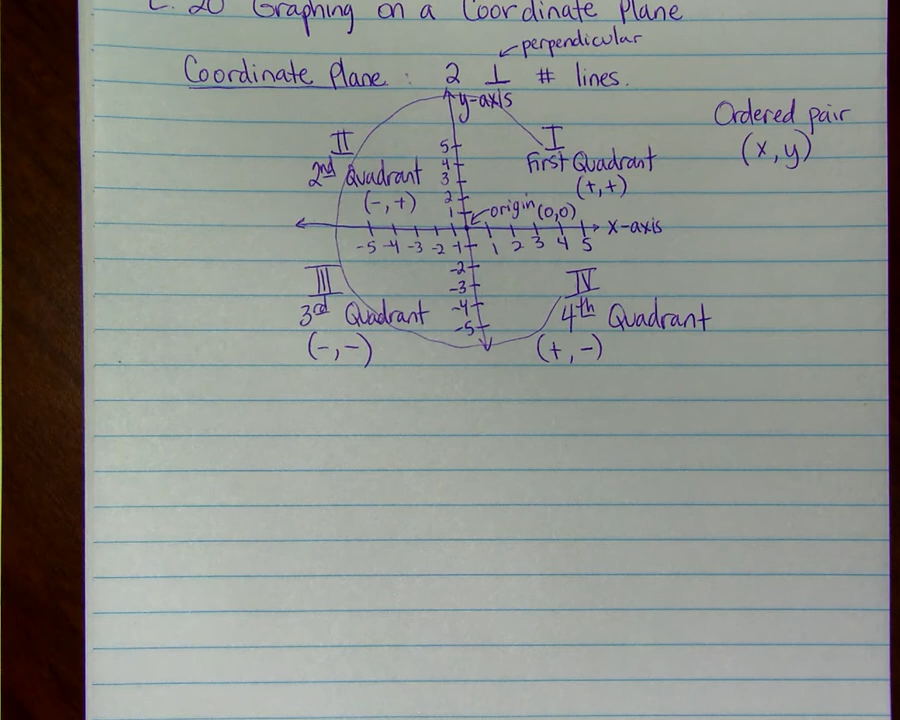 L. 20 Graphing on a Coordinate Plane
perpendicular
Coordinate Plane : 2 ⊥ # lines.
y-axis
Ordered pair
(x, y)
II
2nd Quadrant
(-, +)
I
First Quadrant
(+, +)
5
4
3
2
1
origin (0,0)
x-axis
-5 -4 -3 -2 -1 1 2 3 4 5
-2
-3
-4
-5
III
3rd Quadrant
(-, -)
IV
4th Quadrant
(+, -)